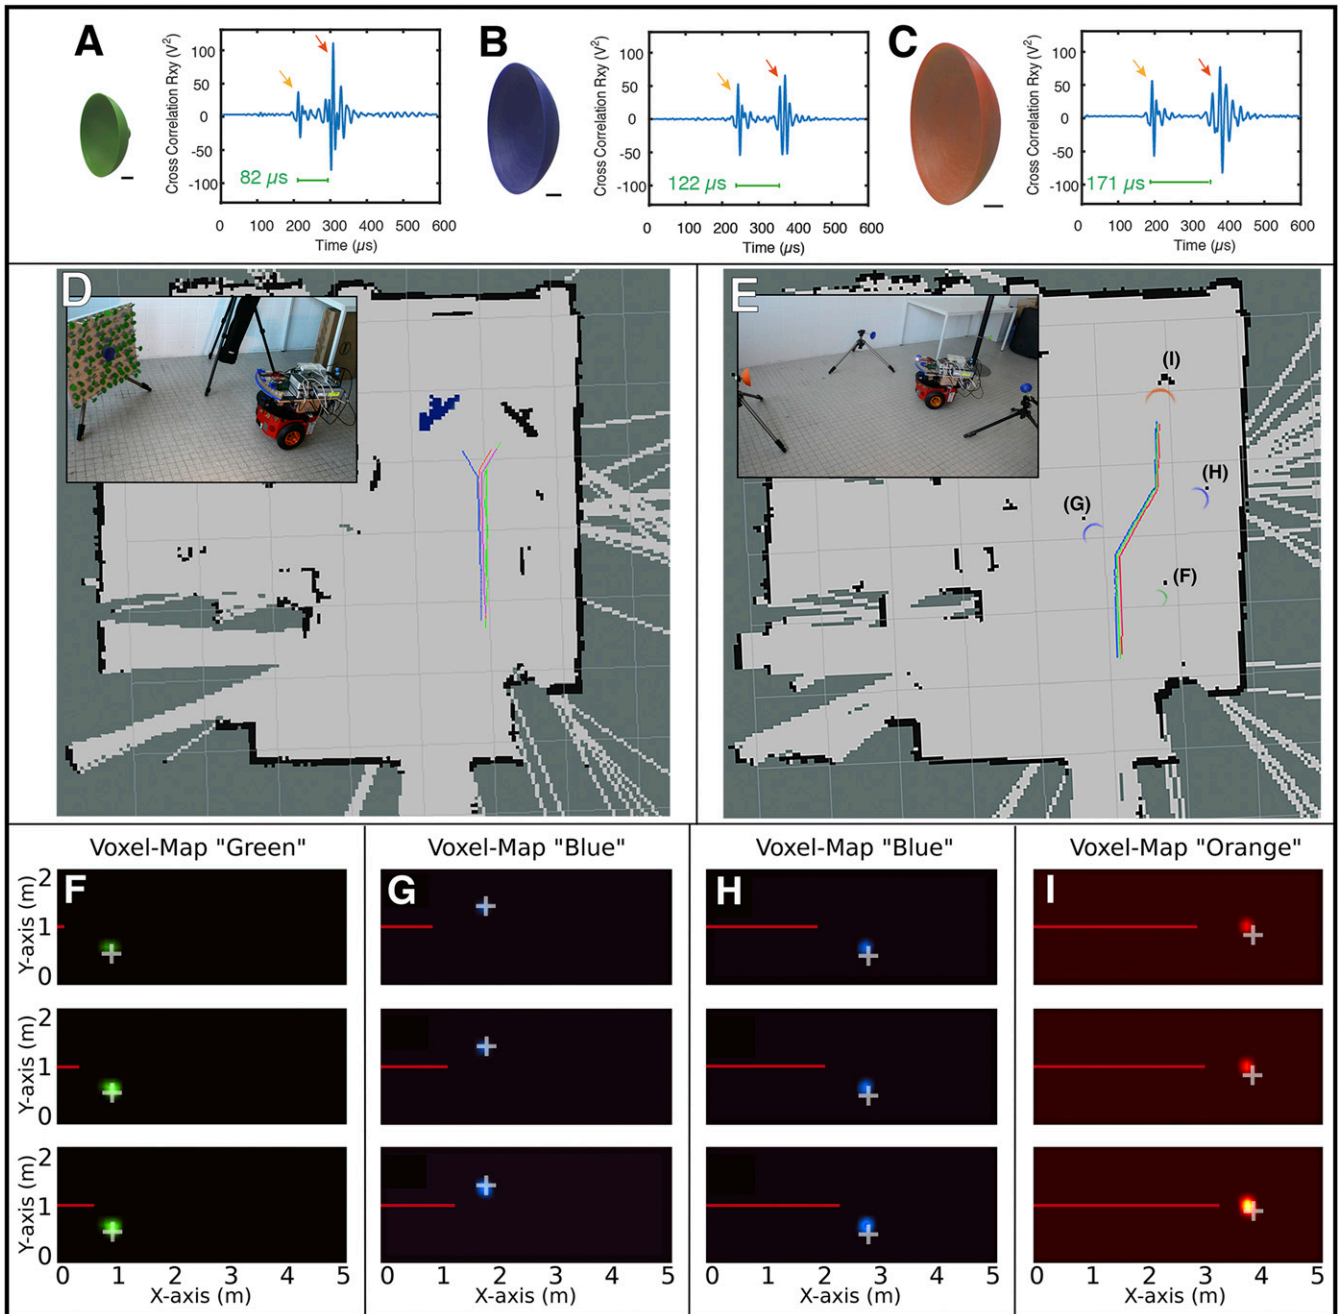 A
B
C
Cross Correlation Rxy (V²)
100
50
0
-50
-100
82 µs
0 100 200 300 400 500 600
Time (µs)
Cross Correlation Rxy (V²)
100
50
0
-50
-100
122 µs
0 100 200 300 400 500 600
Time (µs)
Cross Correlation Rxy (V²)
100
50
0
-50
-100
171 µs
0 100 200 300 400 500 600
Time (µs)
D
E
(I)
(H)
(G)
(F)
Voxel-Map "Green"
Voxel-Map "Blue"
Voxel-Map "Blue"
Voxel-Map "Orange"
F
G
H
I
Y-axis (m)
2
1
0
Y-axis (m)
2
1
0
Y-axis (m)
2
1
0
0 1 2 3 4 5
X-axis (m)
0 1 2 3 4 5
X-axis (m)
0 1 2 3 4 5
X-axis (m)
0 1 2 3 4 5
X-axis (m)